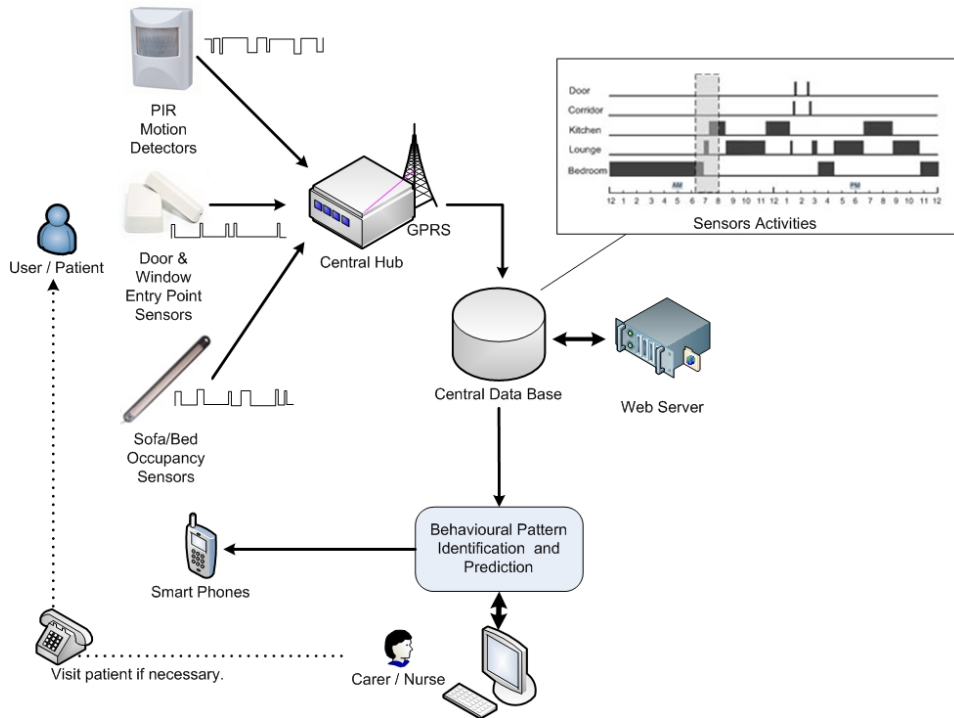 PIR
Motion
Detectors
User / Patient
Door &
Window
Entry Point
Sensors
Sofa/Bed
Occupancy
Sensors
Central Hub
GPRS
Door
Corridor
Kitchen
Lounge
Bedroom
AM
PM
12 1 2 3 4 5 6 7 8 9 10 11 12 1 2 3 4 5 6 7 8 9 10 11 12
Sensors Activities
Central Data Base
Web Server
Behavioural Pattern
Identification and
Prediction
Smart Phones
Carer / Nurse
Visit patient if necessary.